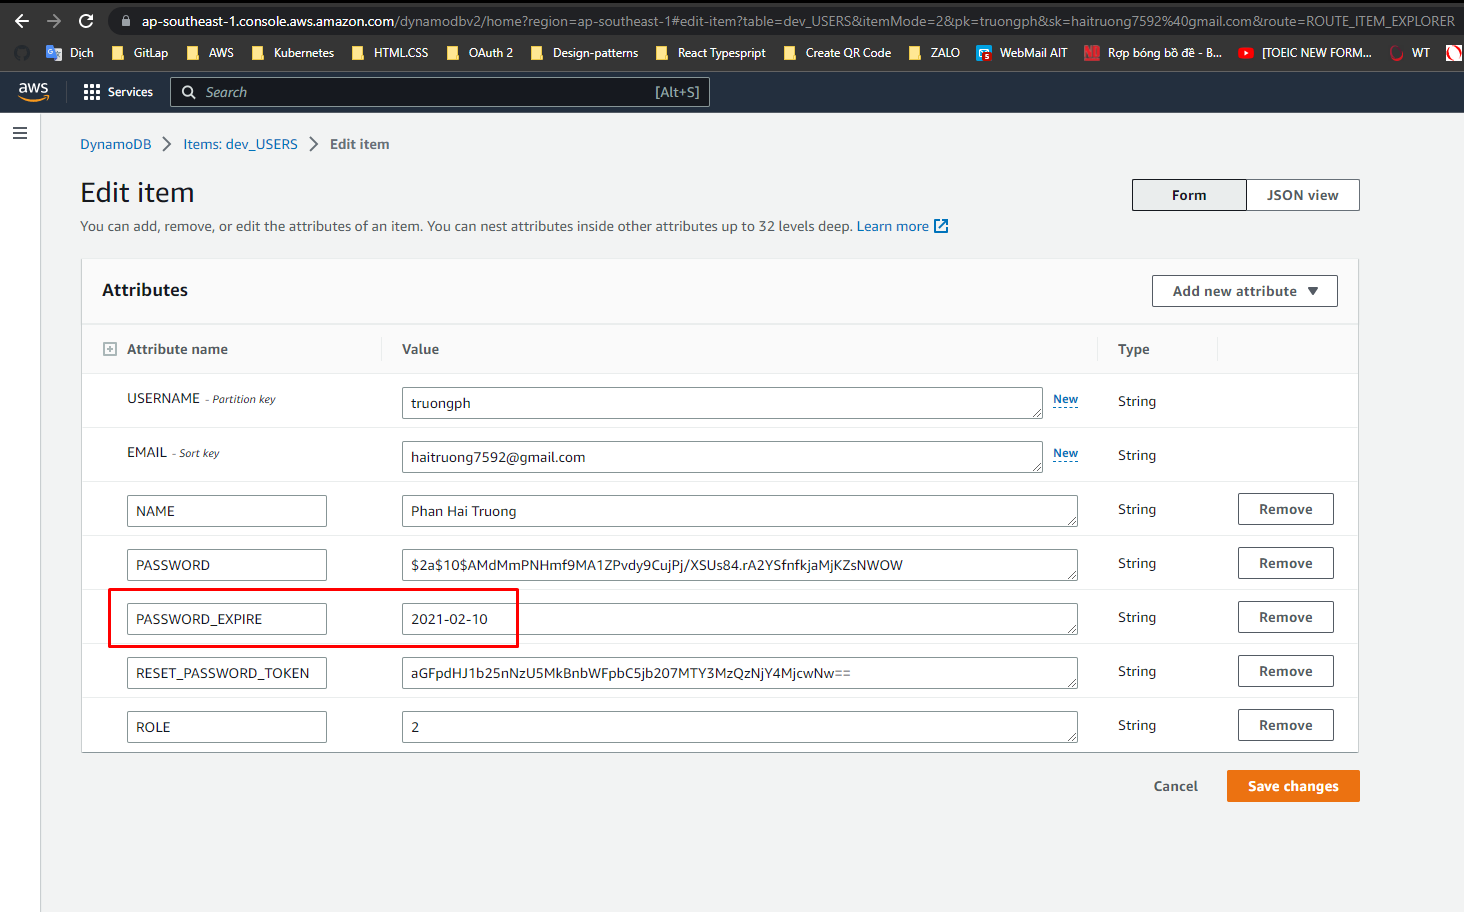 ap-southeast-1.console.aws.amazon.com/dynamodbv2/home?region=ap-southeast-1#edit-item?table=dev_USERS&itemMode=2&pk=truongph&sk=haitruong7592%40gmail.com&route=ROUTE_ITEM_EXPLORER
Dịch GitLap AWS Kubernetes HTML.CSS OAuth 2 Design-patterns React Typespript Create QR Code ZALO WebMail AIT Rợp bóng bồ đề - B... [TOEIC NEW FORM... WT
aws Services Search [Alt+S]
DynamoDB Items: dev_USERS Edit item
Edit item
Form JSON view
You can add, remove, or edit the attributes of an item. You can nest attributes inside other attributes up to 32 levels deep. Learn more
Attributes
Add new attribute
Attribute name Value Type
USERNAME - Partition key truongph New String
EMAIL - Sort key haitruong7592@gmail.com New String
NAME Phan Hai Truong String Remove
PASSWORD $2a$10$AMdMmPNHmf9MA1ZPvdy9CujPj/XSUs84.rA2YSfnfkjaMjKZsNWOW String Remove
PASSWORD_EXPIRE 2021-02-10 String Remove
RESET_PASSWORD_TOKEN aGFpdHJ1b25nNzU5MkBnbWFpbC5jb207MTY3MzQzNjY4MjcwNw== String Remove
ROLE 2 String Remove
Cancel Save changes